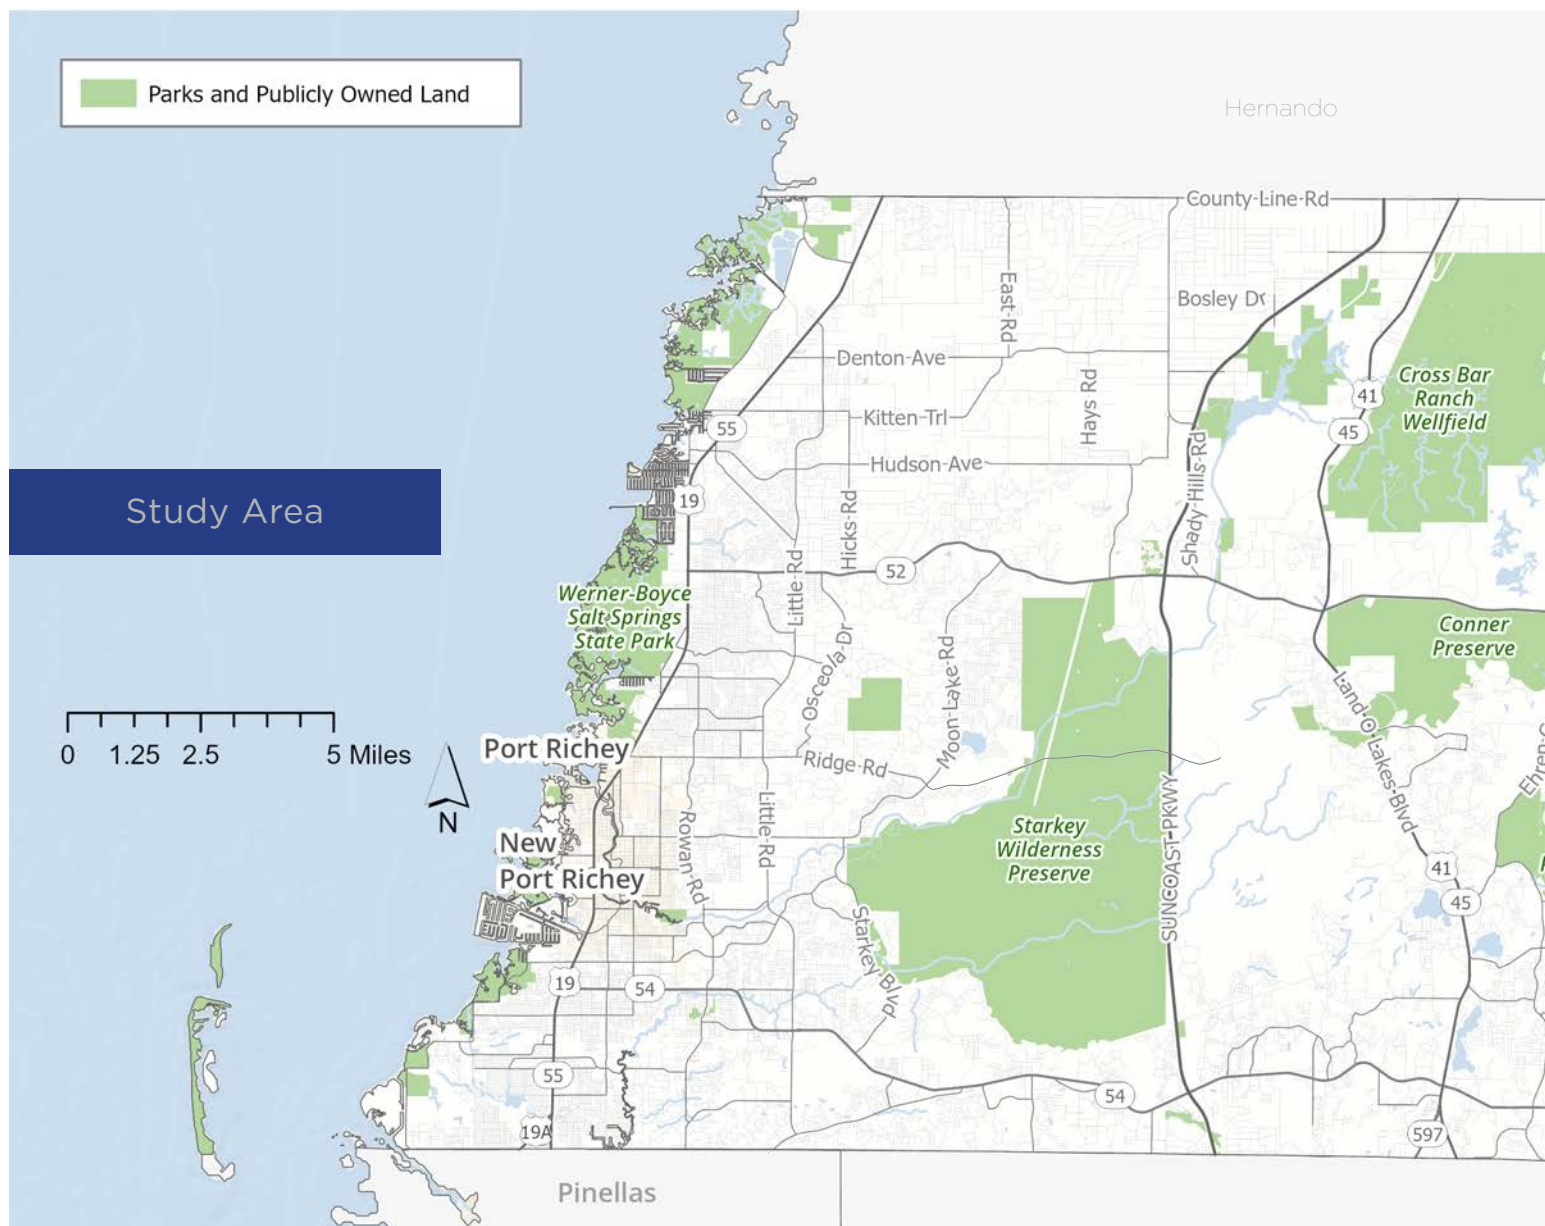 Parks and Publicly Owned Land
Hernando
County Line Rd
East Rd
Bosley Dr
Denton Ave
Cross Bar
Ranch
Wellfield
Hays Rd
41
Kitten Trl
55
45
Hudson Ave
Shady Hills Rd
19
Study Area
Hicks Rd
52
Little Rd
Werner-Boyce
Salt Springs
State Park
Conner
Preserve
Osceola Dr
Moon Lake Rd
Land O Lakes Blvd
0 1.25 2.5 5 Miles
N
Port Richey
Ridge Rd
SUNCOAST PKWY
Little Rd
Rowan Rd
Starkey
Wilderness
Preserve
New
Port Richey
41
45
Starkey Blvd
19
54
55
54
19A
597
Pinellas